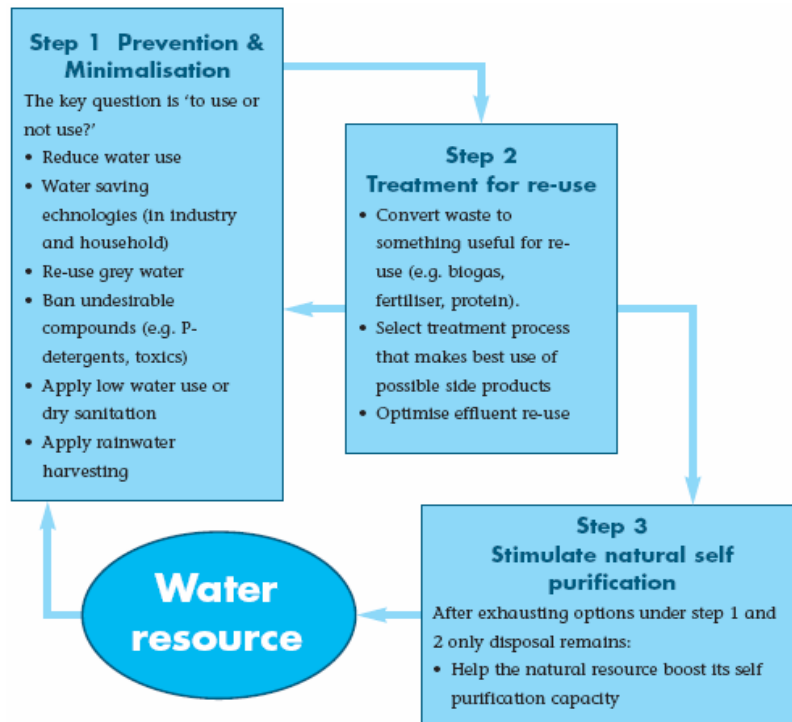 Step 1 Prevention &
Minimalisation
The key question is ‘to use or
not use?’
• Reduce water use
• Water saving
echnologies (in industry
and household)
• Re-use grey water
• Ban undesirable
compounds (e.g. P-
detergents, toxics)
• Apply low water use or
dry sanitation
• Apply rainwater
harvesting
Step 2
Treatment for re-use
• Convert waste to
something useful for re-
use (e.g. biogas,
fertiliser, protein).
• Select treatment process
that makes best use of
possible side products
• Optimise effluent re-use
Step 3
Stimulate natural self
purification
After exhausting options under step 1 and
2 only disposal remains:
• Help the natural resource boost its self
purification capacity
Water
resource